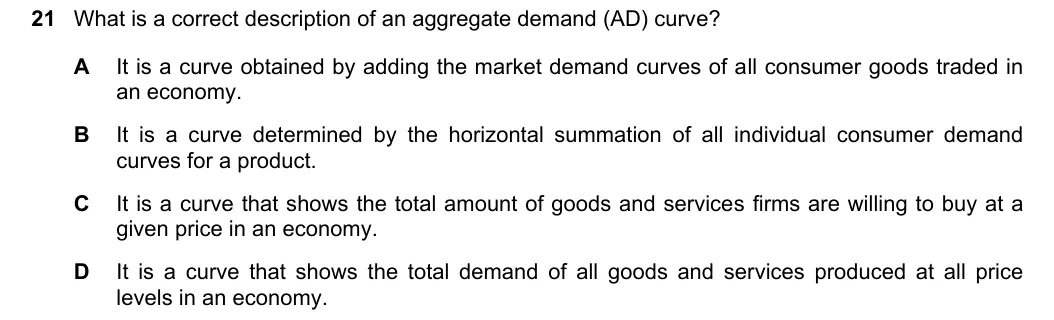 21 What is a correct description of an aggregate demand (AD) curve?
A It is a curve obtained by adding the market demand curves of all consumer goods traded in
an economy.
B It is a curve determined by the horizontal summation of all individual consumer demand
curves for a product.
C It is a curve that shows the total amount of goods and services firms are willing to buy at a
given price in an economy.
D It is a curve that shows the total demand of all goods and services produced at all price
levels in an economy.